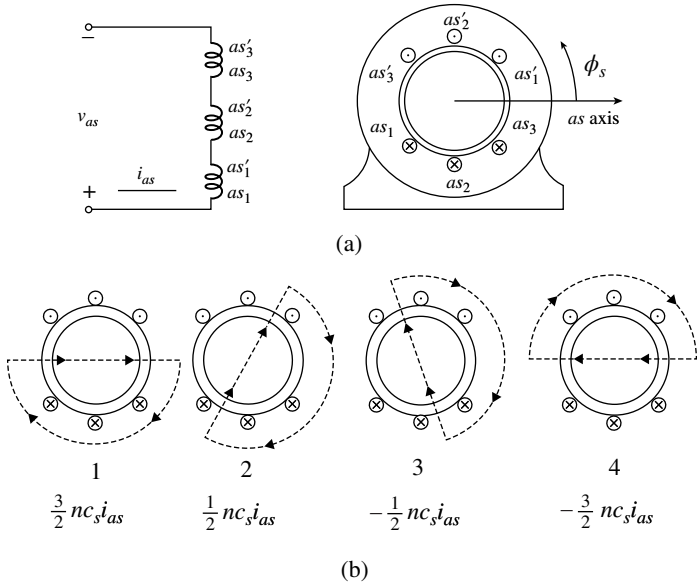 −
as′3
as3
vas
as′2
as2
as′1
as1
+
ias
as′2
as′3
as′1
ϕs
as1
as3
as axis
as2
(a)
1
2
3
4
3/2 ncsias
1/2 ncsias
−1/2 ncsias
−3/2 ncsias
(b)